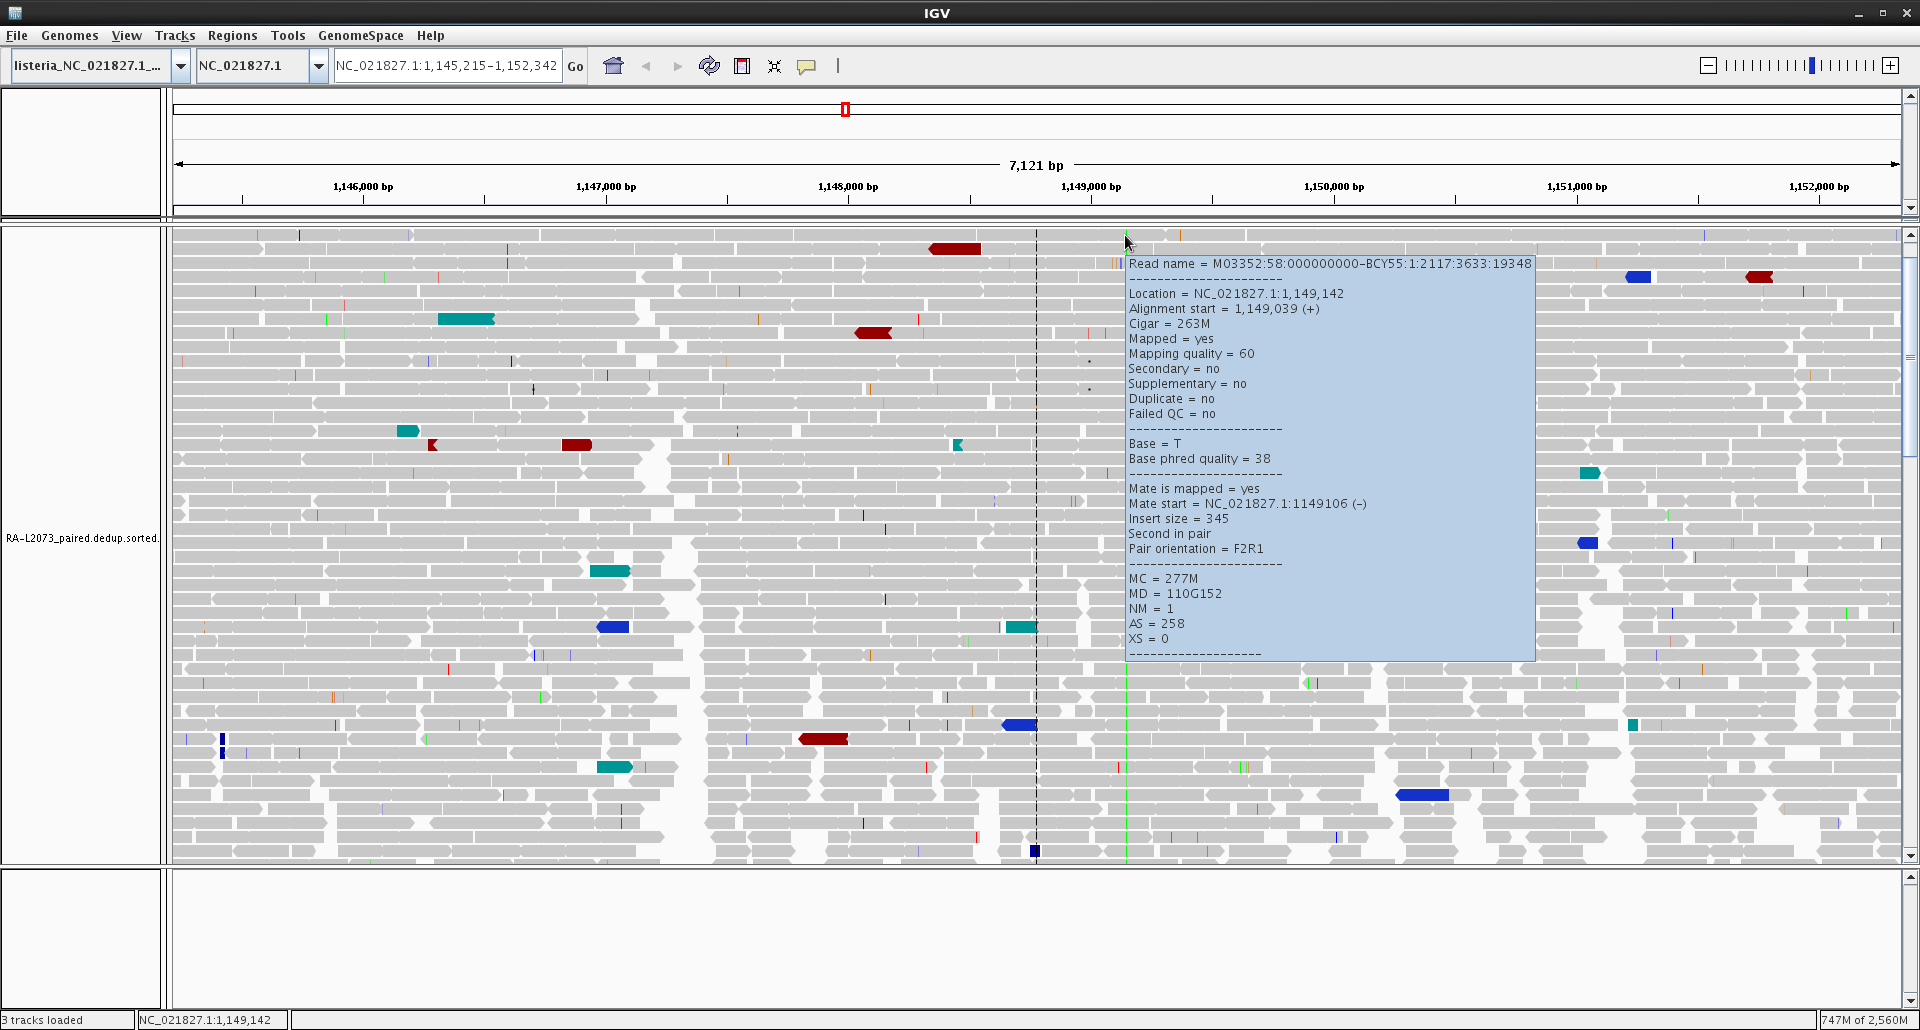 IGV
File Genomes View Tracks Regions Tools GenomeSpace Help
listeria_NC_021827.1_... NC_021827.1 NC_021827.1:1,145,215-1,152,342 Go
7,121 bp
1,146,000 bp 1,147,000 bp 1,148,000 bp 1,149,000 bp 1,150,000 bp 1,151,000 bp 1,152,000 bp
Read name = M03352:58:000000000-BCY55:1:2117:3633:19348
----------------------
Location = NC_021827.1:1,149,142
Alignment start = 1,149,039 (+)
Cigar = 263M
Mapped = yes
Mapping quality = 60
Secondary = no
Supplementary = no
Duplicate = no
Failed QC = no
----------------------
Base = T
Base phred quality = 38
----------------------
Mate is mapped = yes
Mate start = NC_021827.1:1149106 (-)
Insert size = 345
Second in pair
Pair orientation = F2R1
----------------------
MC = 277M
MD = 110G152
NM = 1
AS = 258
XS = 0
-------------------
RA-L2073_paired.dedup.sorted.
3 tracks loaded NC_021827.1:1,149,142 747M of 2,560M